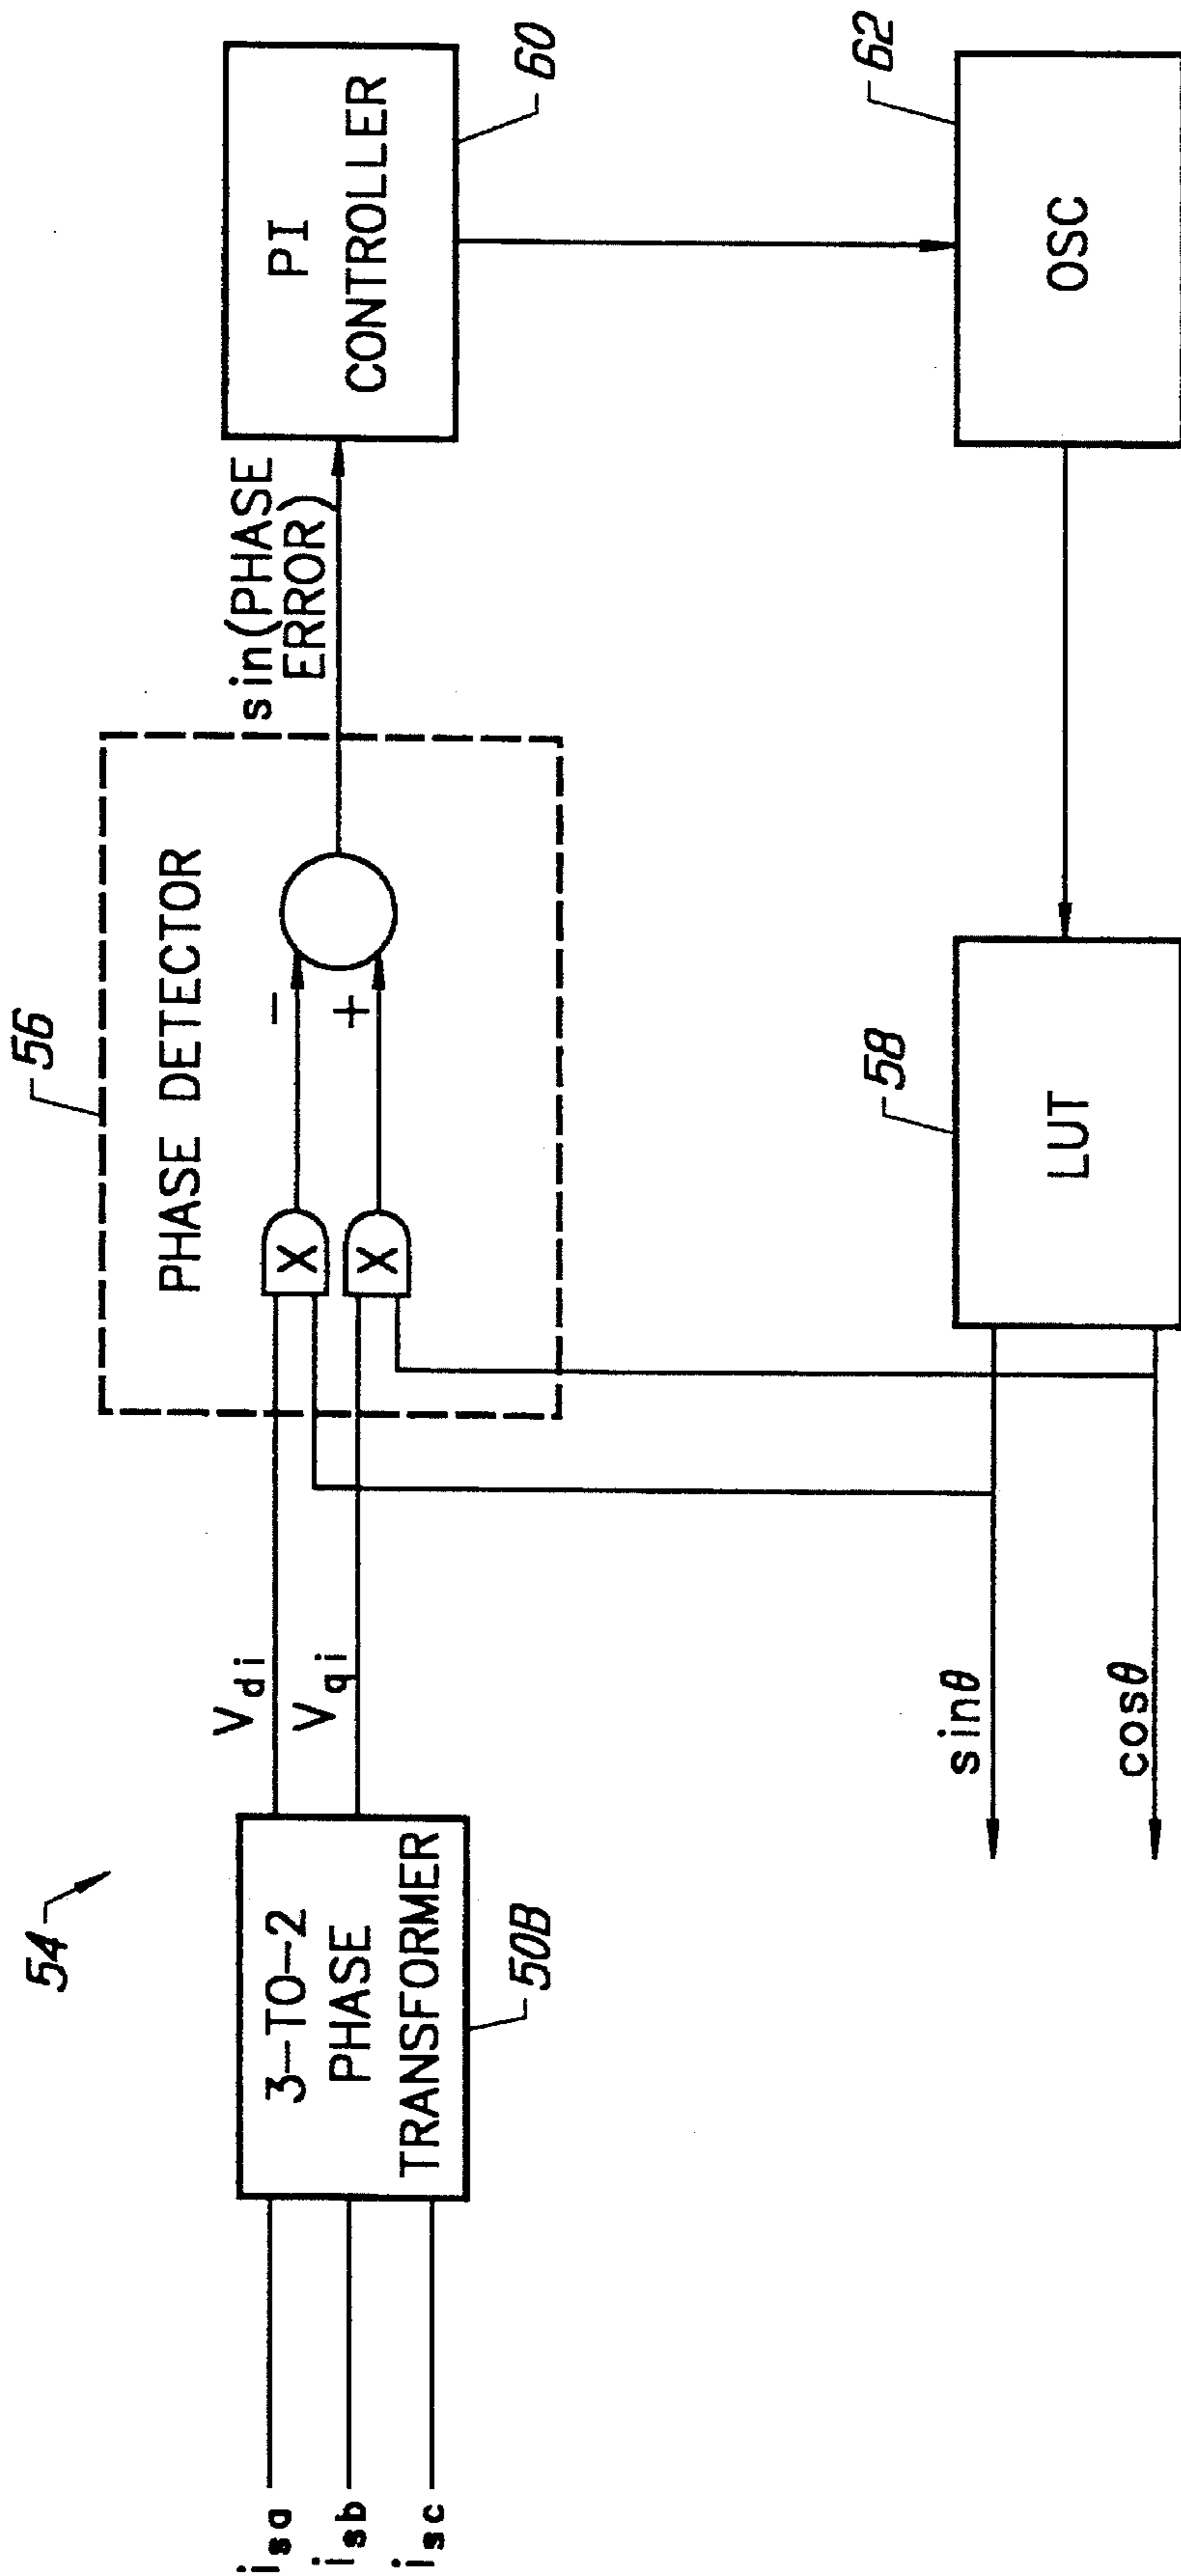 54
56
PHASE DETECTOR
i_sa
i_sb
i_sc
3-TO-2
PHASE
TRANSFORMER
50B
V_di
V_qi
X
X
-
+
sin(PHASE
ERROR)
PI
CONTROLLER
60
sinθ
cosθ
58
LUT
62
OSC